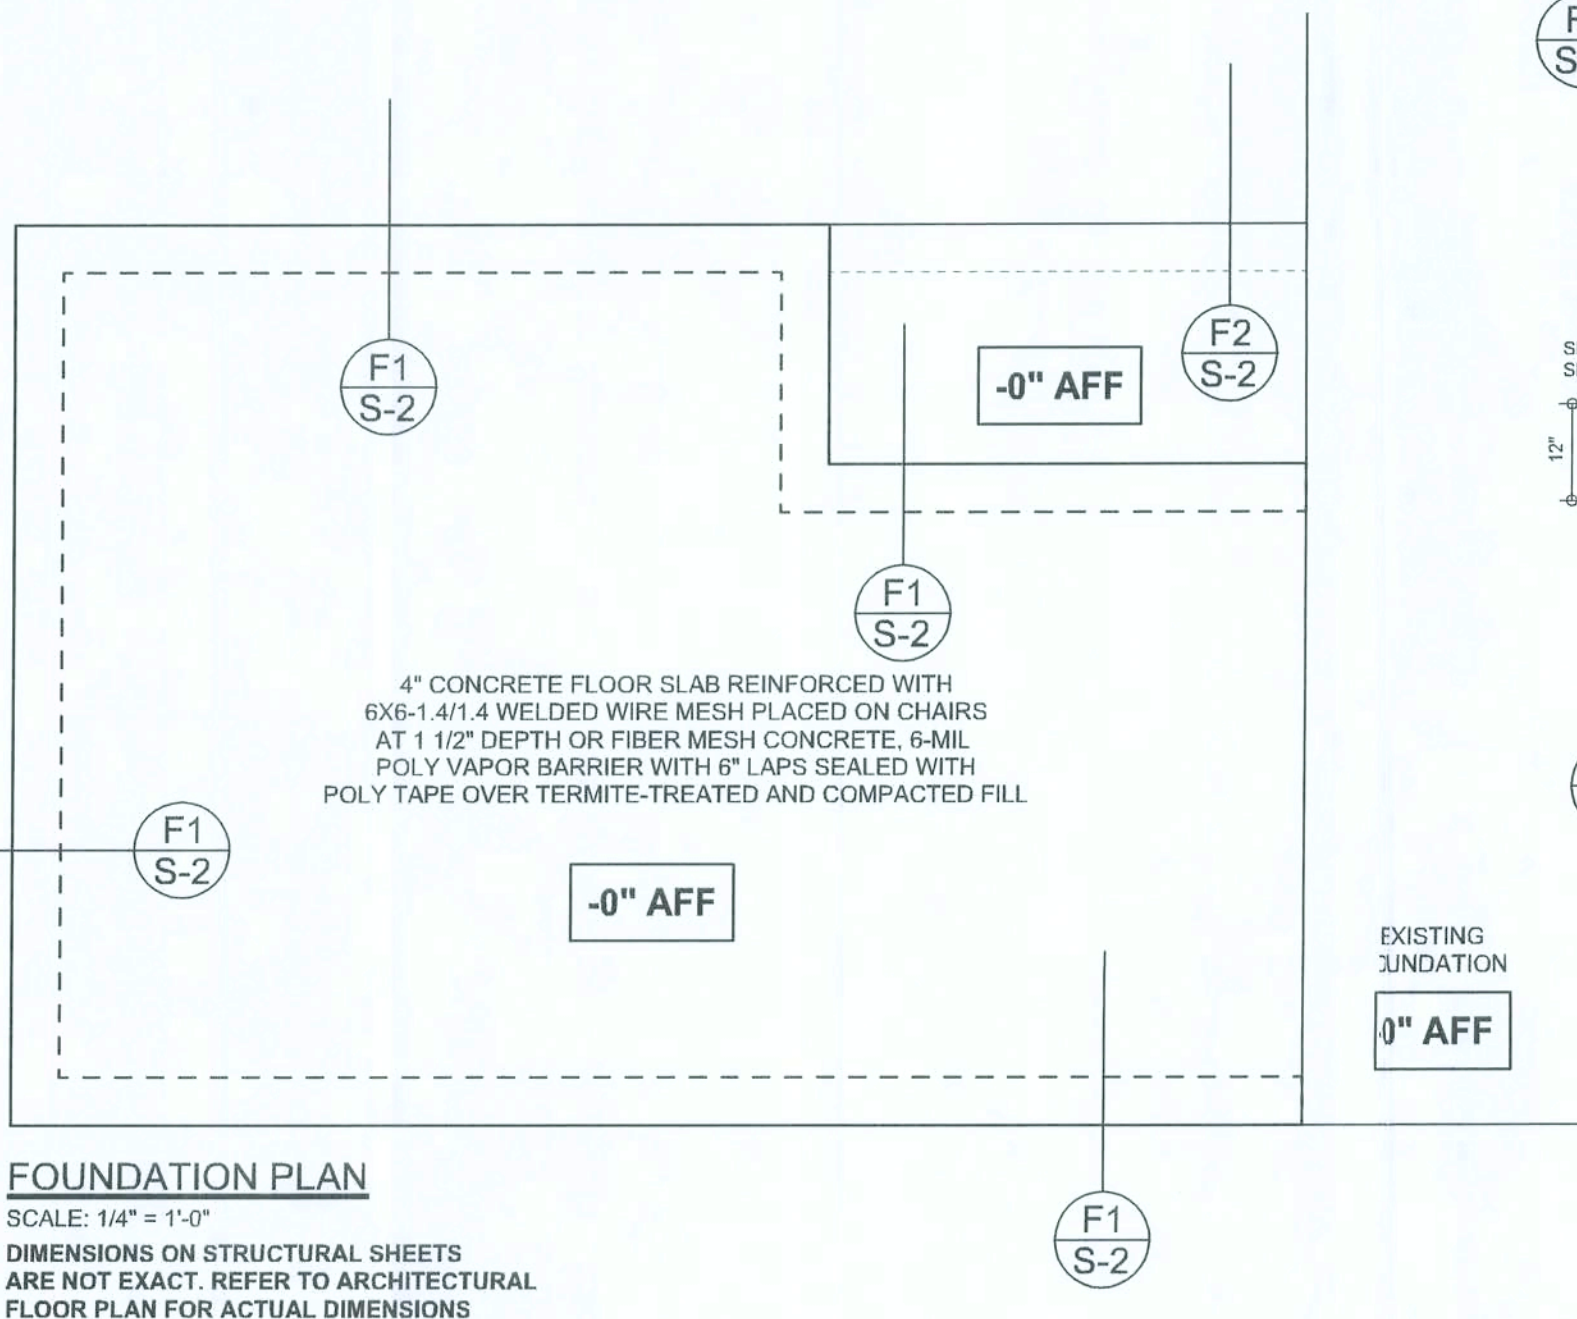 F1
S-2
F2
S-2
-0" AFF
12"
F1
S-2
4" CONCRETE FLOOR SLAB REINFORCED WITH
6X6-1.4/1.4 WELDED WIRE MESH PLACED ON CHAIRS
AT 1 1/2" DEPTH OR FIBER MESH CONCRETE, 6-MIL
POLY VAPOR BARRIER WITH 6" LAPS SEALED WITH
POLY TAPE OVER TERMITE-TREATED AND COMPACTED FILL
F1
S-2
-0" AFF
EXISTING
0" AFF
FOUNDATION PLAN
SCALE: 1/4" = 1'-0"
DIMENSIONS ON STRUCTURAL SHEETS
ARE NOT EXACT. REFER TO ARCHITECTURAL
FLOOR PLAN FOR ACTUAL DIMENSIONS
F1
S-2